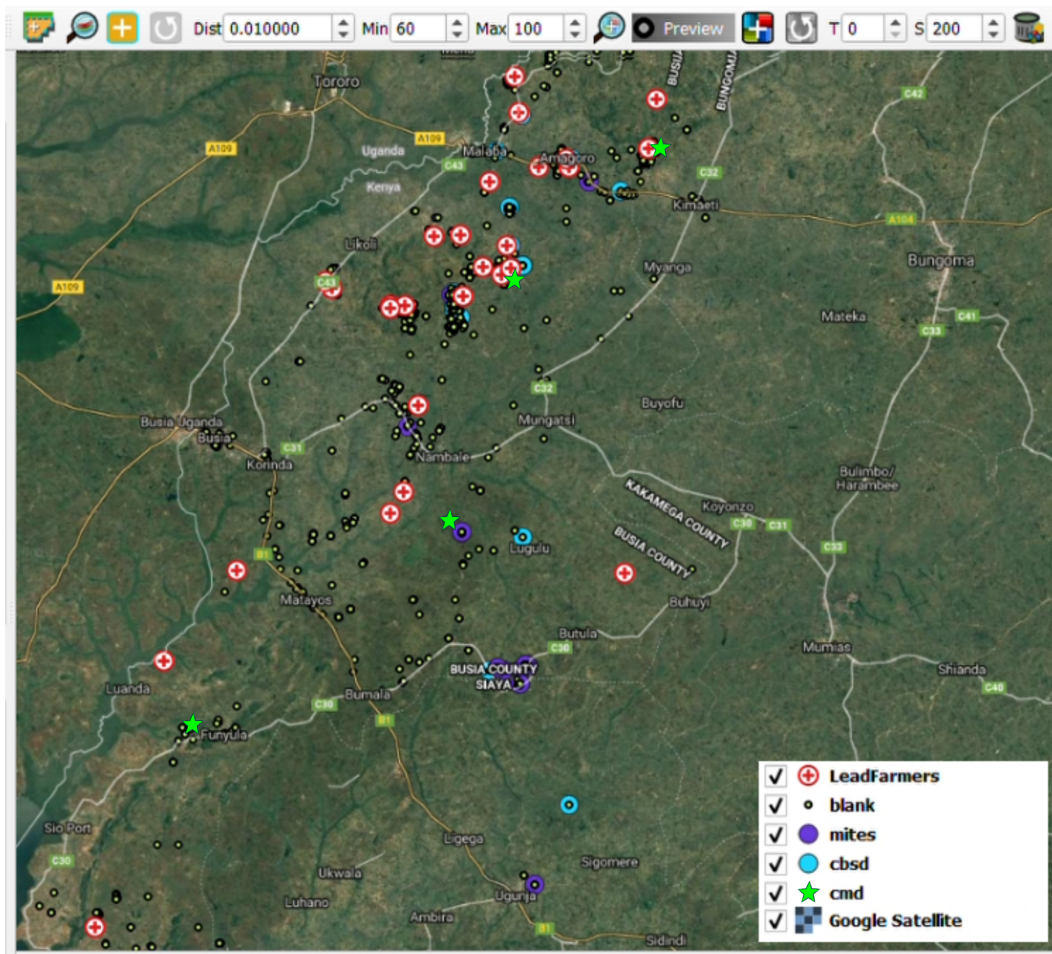 Dist 0.010000 Min 60 Max 100 Preview T 0 S 200
BUSIA
BUNGOMA
Tororo
C42
A109
A109
Uganda
Malaba
Amagoro
C43
C32
Kenya
Kimaeti
A104
Likoli
Bungoma
Myanga
C43
A109
Mateka
C41
C33
C32
Buyofu
Busia Uganda
Mungatsi
Busia
C31
Nambale
Korinda
Bulimbo/
Harambee
KAKAMEGA COUNTY
Koyonzo
C30
C31
BUSIA COUNTY
Lugulu
C33
B1
Matayos
Buhuyi
Butula
C30
Mumias
BUSIA COUNTY
SIAYA
Shianda
Luanda
Bumala
C40
C30
B1
Funyula
LeadFarmers
blank
mites
cbsd
cmd
Google Satellite
Sio Port
Ligega
C30
Sigomere
Ukwala
Luhano
Ugunja
Ambira
B1
Sidindi